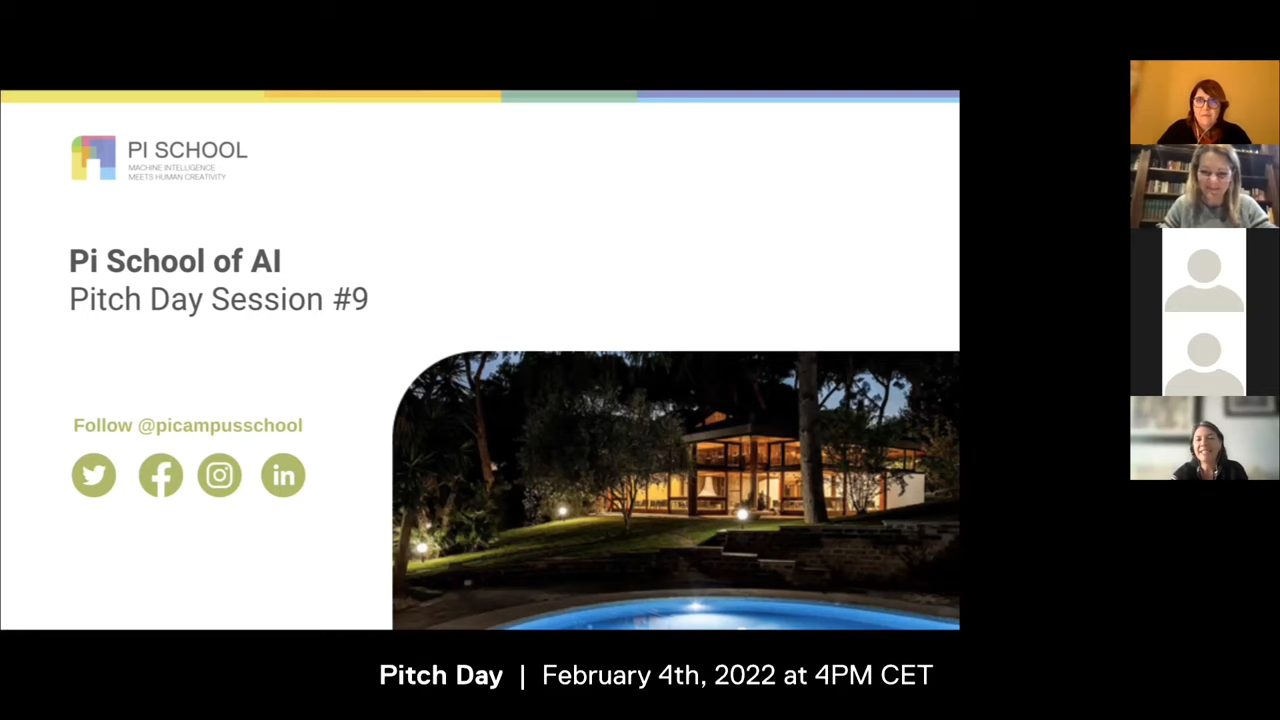 PI SCHOOL
MACHINE INTELLIGENCE
MEETS HUMAN CREATIVITY
Pi School of AI
Pitch Day Session #9
Follow @picampusschool
in
Pitch Day | February 4th, 2022 at 4PM CET